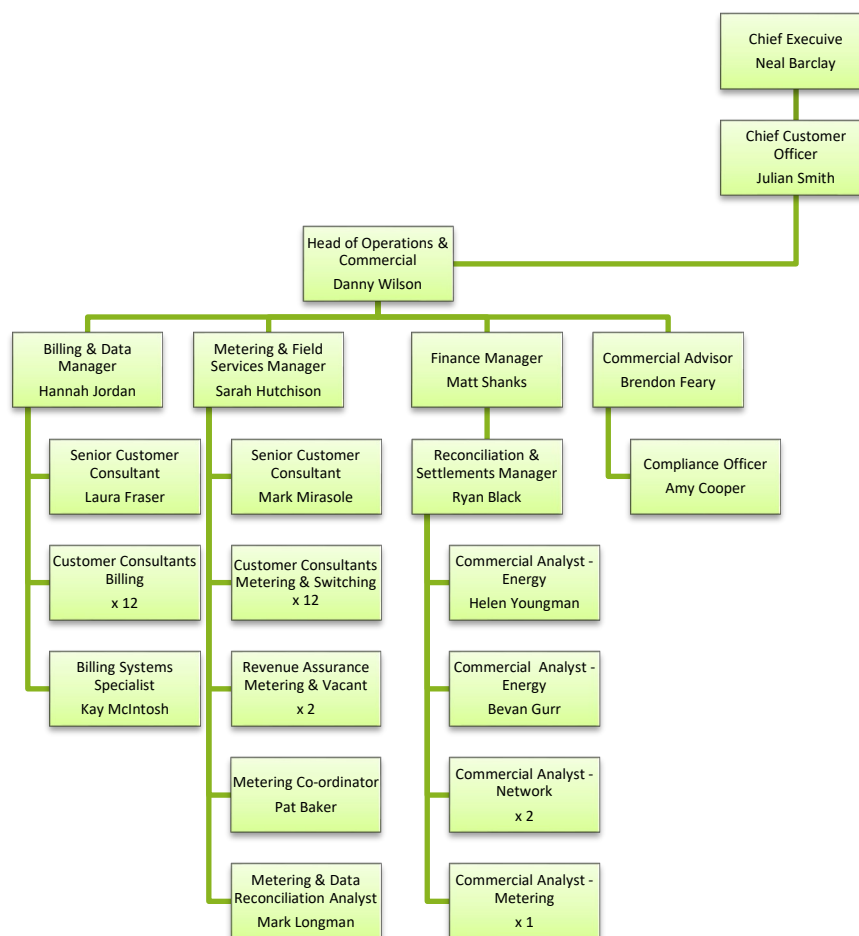 Chief Execuive
Neal Barclay
Chief Customer
Officer
Julian Smith
Head of Operations &
Commercial
Danny Wilson
Billing & Data
Manager
Hannah Jordan
Metering & Field
Services Manager
Sarah Hutchison
Finance Manager
Matt Shanks
Commercial Advisor
Brendon Feary
Senior Customer
Consultant
Laura Fraser
Customer Consultants
Billing
x 12
Billing Systems
Specialist
Kay McIntosh
Senior Customer
Consultant
Mark Mirasole
Customer Consultants
Metering & Switching
x 12
Revenue Assurance
Metering & Vacant
x 2
Metering Co-ordinator
Pat Baker
Metering & Data
Reconciliation Analyst
Mark Longman
Reconciliation &
Settlements Manager
Ryan Black
Commercial Analyst -
Energy
Helen Youngman
Commercial Analyst -
Energy
Bevan Gurr
Commercial Analyst -
Network
x 2
Commercial Analyst -
Metering
x 1
Compliance Officer
Amy Cooper